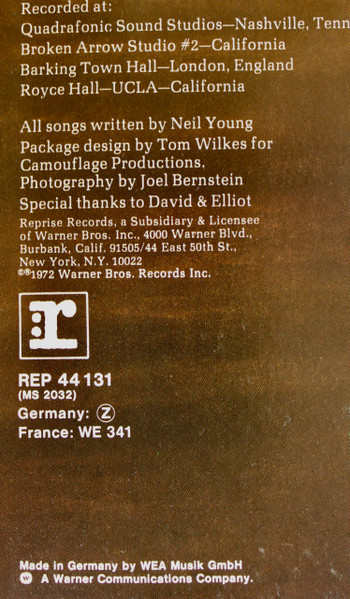 Recorded at:
Quadrafonic Sound Studios—Nashville, Tenn
Broken Arrow Studio #2—California
Barking Town Hall—London, England
Royce Hall—UCLA—California
All songs written by Neil Young
Package design by Tom Wilkes for
Camouflage Productions,
Photography by Joel Bernstein
Special thanks to David & Elliot
Reprise Records, a Subsidiary & Licensee
of Warner Bros. Inc., 4000 Warner Blvd.,
Burbank, Calif. 91505/44 East 50th St.,
New York, N.Y. 10022
©℗1972 Warner Bros. Records Inc.
r
REP 44 131
(MS 2032)
Germany: Ⓩ
France: WE 341
Made in Germany by WEA Musik GmbH
ⓦ A Warner Communications Company.